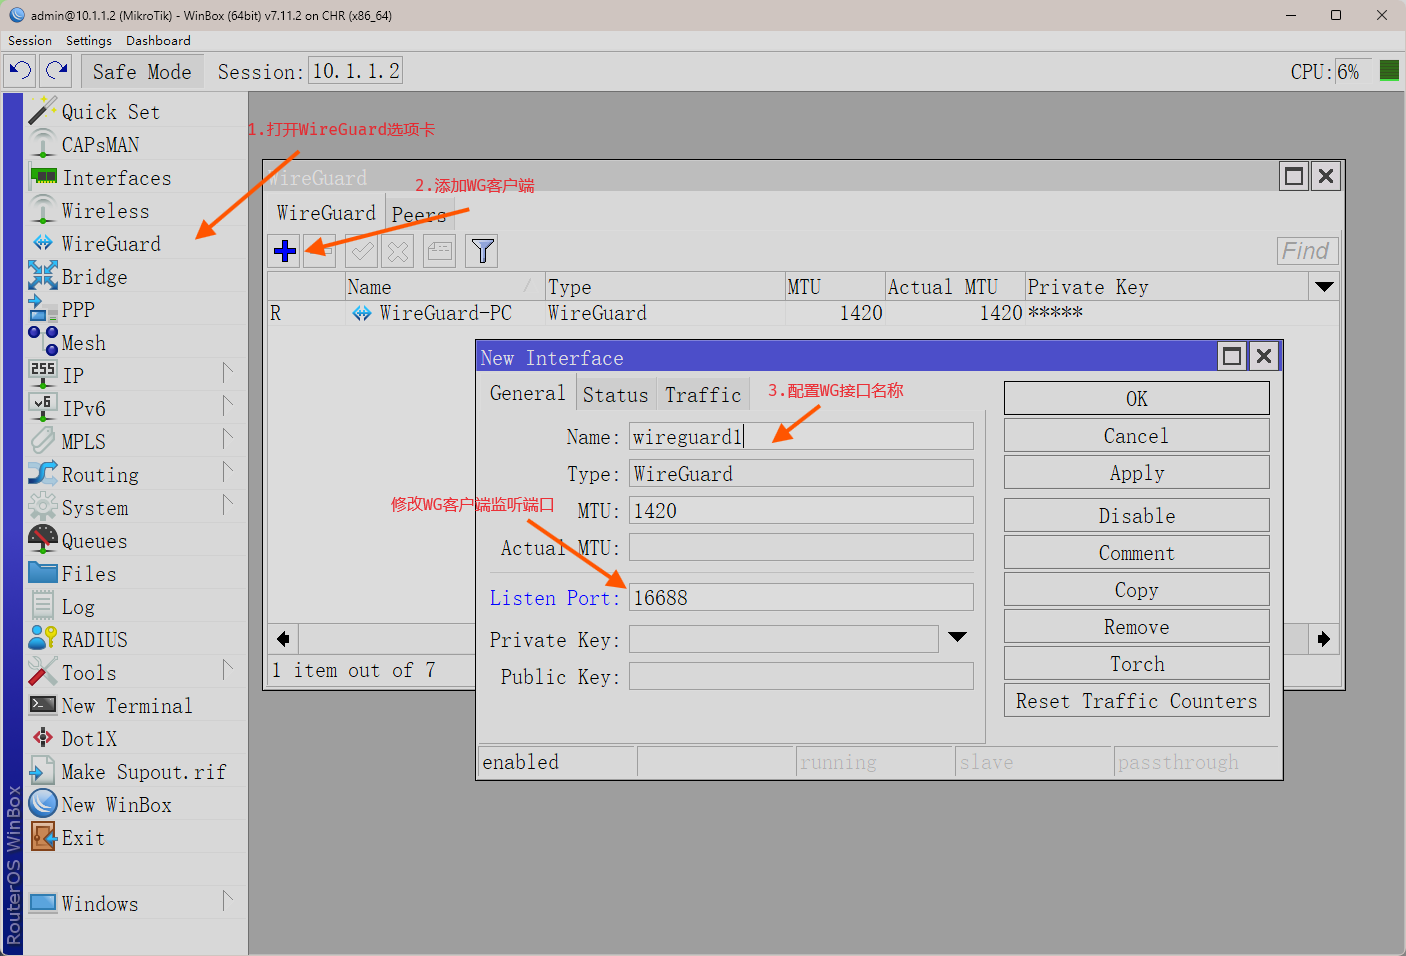 admin@10.1.1.2 (MikroTik) - WinBox (64bit) v7.11.2 on CHR (x86_64)
Session Settings Dashboard
Safe Mode Session: 10.1.1.2 CPU: 6%
Quick Set
CAPsMAN
Interfaces
Wireless
WireGuard
Bridge
PPP
Mesh
IP
IPv6
MPLS
Routing
System
Queues
Files
Log
RADIUS
Tools
New Terminal
Dot1X
Make Supout.rif
New WinBox
Exit
Windows
RouterOS WinBox
255
v6
1.打开WireGuard选项卡
WireGuard
2.添加WG客户端
WireGuard Peers
Find
Name Type MTU Actual MTU Private Key
R WireGuard-PC WireGuard 1420 1420 *****
1 item out of 7
New Interface
General Status Traffic
3.配置WG接口名称
Name: wireguard1
Type: WireGuard
修改WG客户端监听端口
MTU: 1420
Actual MTU:
Listen Port: 16688
Private Key:
Public Key:
OK
Cancel
Apply
Disable
Comment
Copy
Remove
Torch
Reset Traffic Counters
enabled running slave passthrough